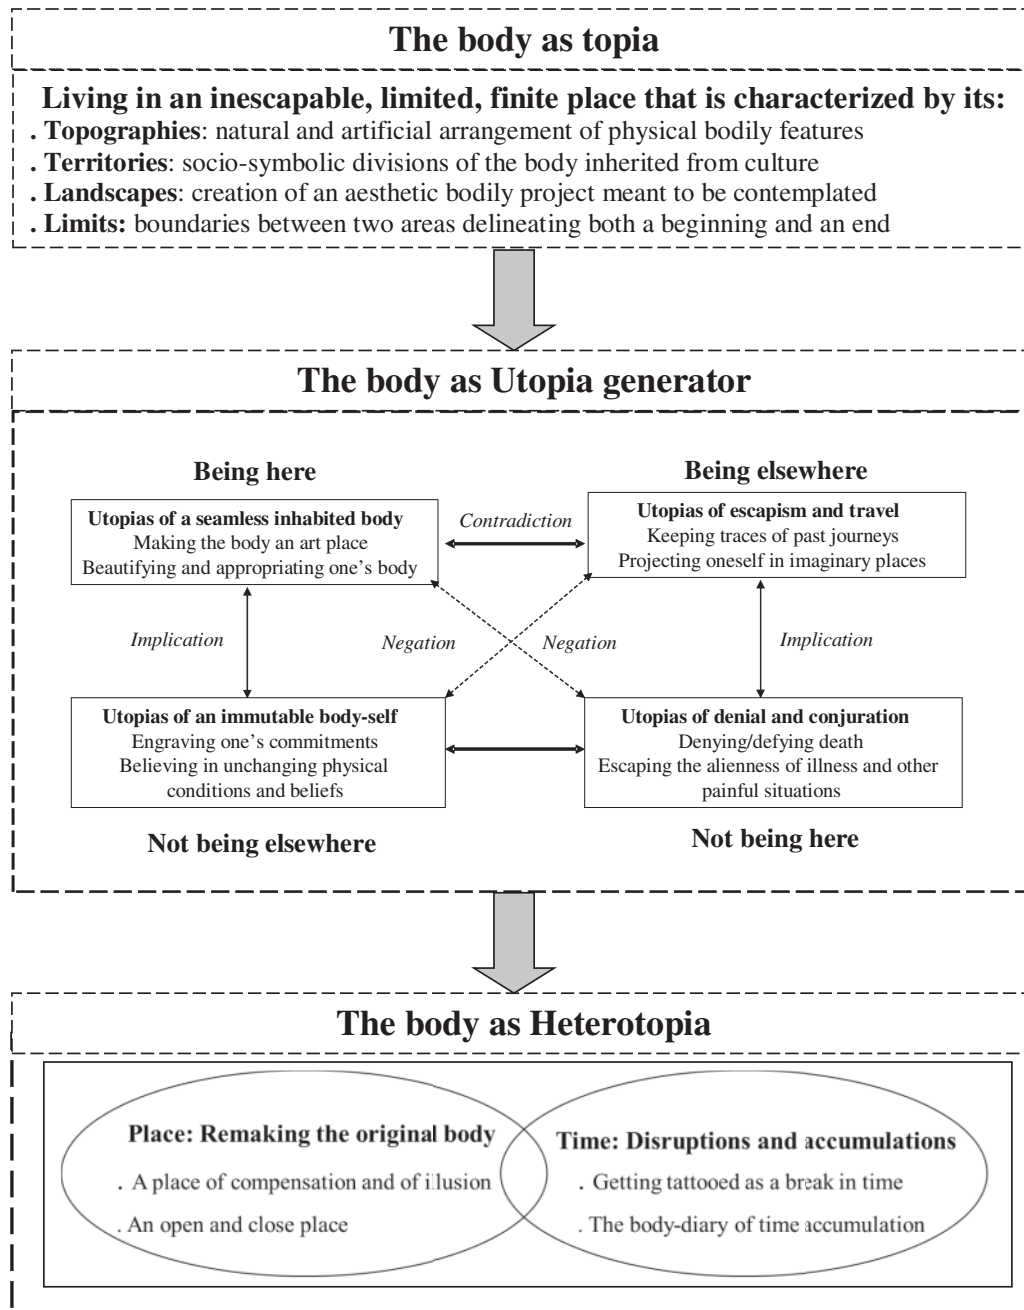 The body as topia
Living in an inescapable, limited, finite place that is characterized by its:
. Topographies: natural and artificial arrangement of physical bodily features
. Territories: socio-symbolic divisions of the body inherited from culture
. Landscapes: creation of an aesthetic bodily project meant to be contemplated
. Limits: boundaries between two areas delineating both a beginning and an end
The body as Utopia generator
Being here
Being elsewhere
Utopias of a seamless inhabited body
Making the body an art place
Beautifying and appropriating one's body
Contradiction
Utopias of escapism and travel
Keeping traces of past journeys
Projecting oneself in imaginary places
Implication
Negation
Negation
Implication
Utopias of an immutable body-self
Engraving one's commitments
Believing in unchanging physical
conditions and beliefs
Utopias of denial and conjuration
Denying/defying death
Escaping the alienness of illness and other
painful situations
Not being elsewhere
Not being here
The body as Heterotopia
Place: Remaking the original body
. A place of compensation and of illusion
. An open and close place
Time: Disruptions and accumulations
. Getting tattooed as a break in time
. The body-diary of time accumulation